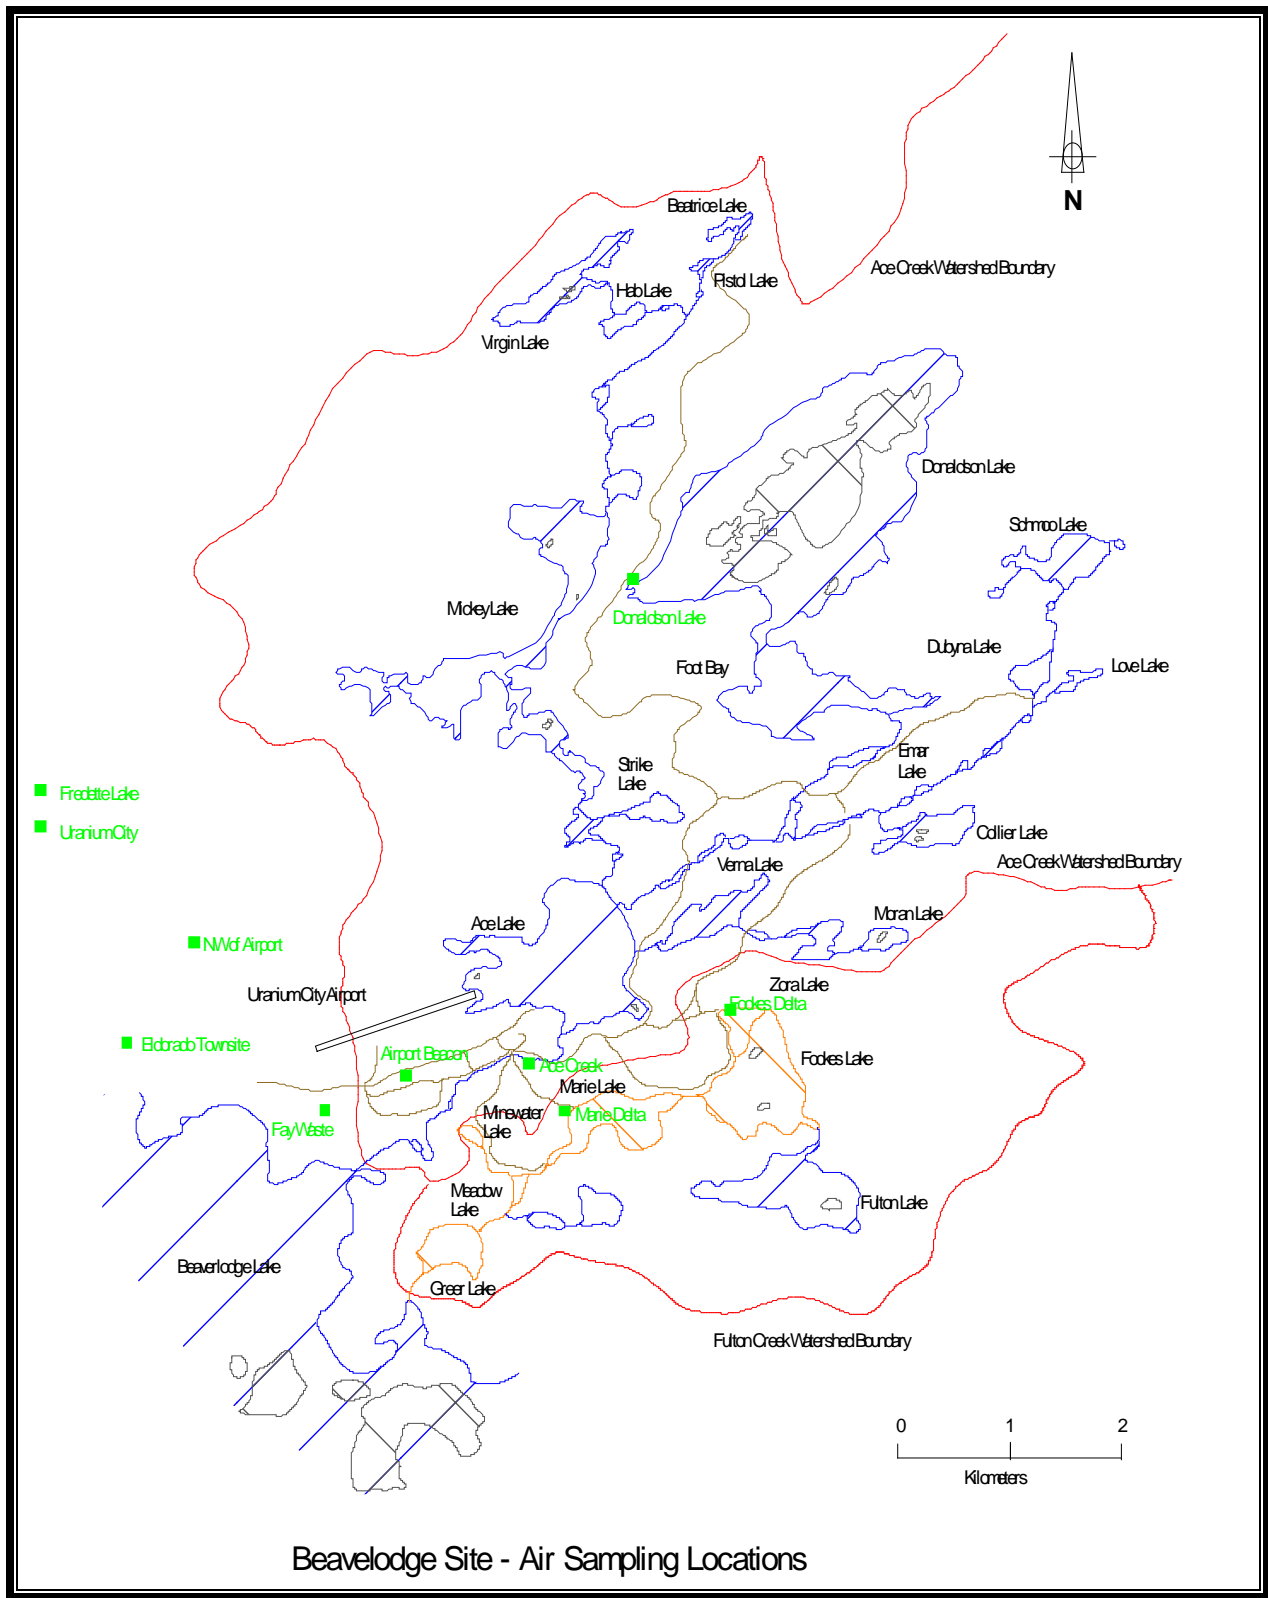 N
Beatrice Lake
Ace Creek Watershed Boundary
Pistol Lake
Hab Lake
Virgin Lake
Donaldson Lake
Schmoo Lake
Mickey Lake
Donaldson Lake
Dubyna Lake
Foot Bay
Love Lake
Strike
Lake
Emar
Lake
Fredette Lake
Uranium City
Collier Lake
Verna Lake
Ace Creek Watershed Boundary
Ace Lake
Moran Lake
NW of Airport
Uranium City Airport
Zora Lake
Fookes Delta
Eldorado Townsite
Airport Beacon
Ace Creek
Fookes Lake
Marie Lake
Minewater
Lake
Marie Delta
Fay Waste
Meadow
Lake
Fulton Lake
Beaverlodge Lake
Greer Lake
Fulton Creek Watershed Boundary
0 1 2
Kilometers
Beavelodge Site - Air Sampling Locations